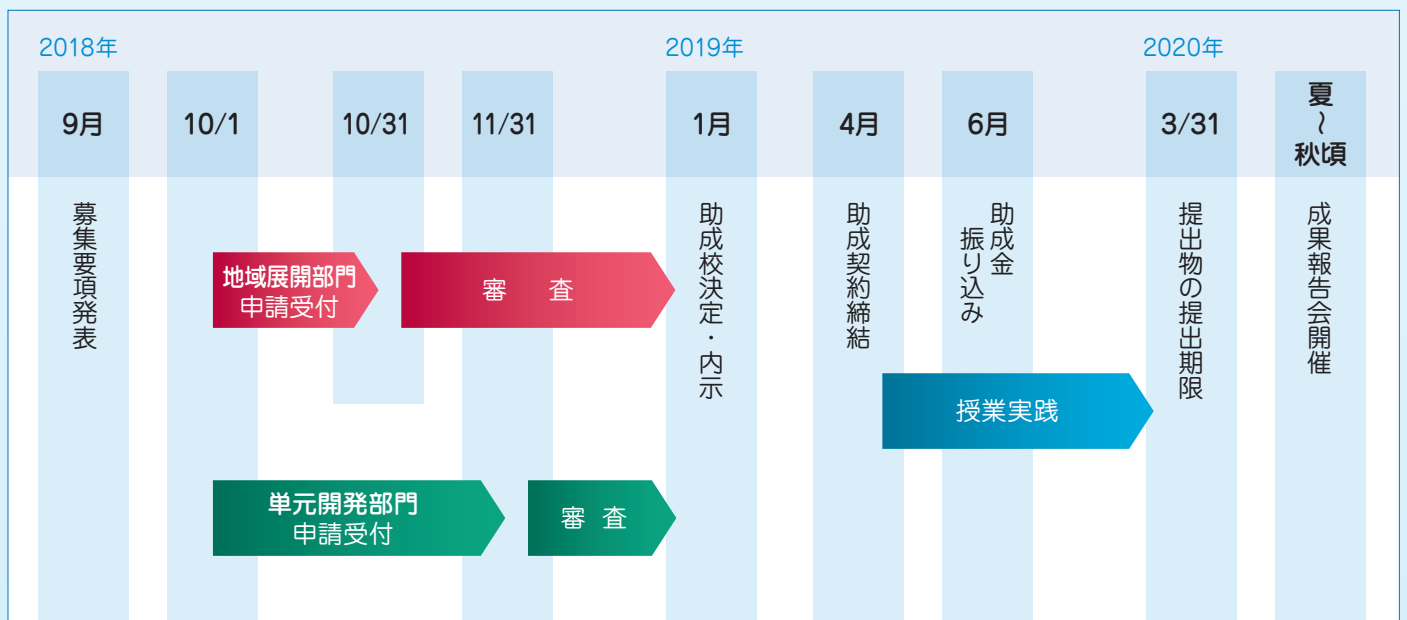 2018年
2019年
2020年
9月
10/1
10/31
11/31
1月
4月
6月
3/31
夏
～
秋頃
募集要項発表
助成校決定・内示
助成契約締結
助成金
振り込み
提出物の提出期限
成果報告会開催
地域展開部門
申請受付
審　査
授業実践
単元開発部門
申請受付
審 査